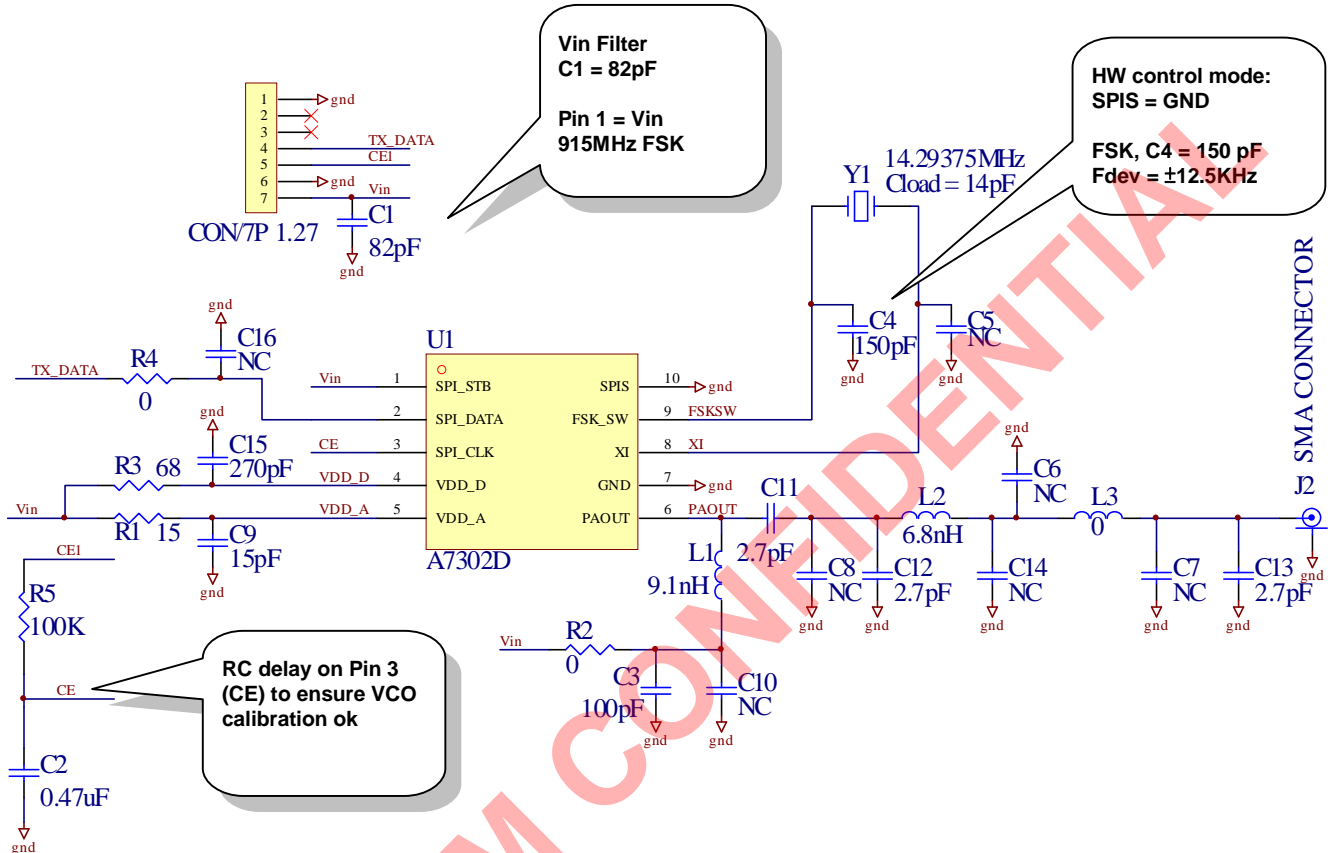 Vin Filter
C1 = 82pF
Pin 1 = Vin
915MHz FSK
HW control mode:
SPIS = GND
FSK, C4 = 150 pF
Fdev = ±12.5KHz
1
gnd
2
3
4
TX_DATA
5
CE1
6
gnd
7
Vin
CON/7P 1.27
C1
82pF
gnd
14.29375MHz
Y1
Cload = 14pF
C4
150pF
gnd
C5
NC
gnd
SMA CONNECTOR
J2
gnd
gnd
C16
NC
TX_DATA
R4
0
gnd
C15
270pF
R3
68
VDD_D
Vin
R1
15
VDD_A
C9
15pF
gnd
U1
Vin
1
SPI_STB
2
SPI_DATA
CE
3
SPI_CLK
4
VDD_D
5
VDD_A
SPIS
10
gnd
FSK_SW
9
FSKSW
XI
8
XI
GND
7
gnd
PAOUT
6
PAOUT
A7302D
C11
2.7pF
L1
9.1nH
C8
NC
gnd
C12
2.7pF
gnd
L2
6.8nH
gnd
C6
NC
C14
NC
gnd
L3
0
C7
NC
gnd
C13
2.7pF
gnd
Vin
R2
0
C3
100pF
gnd
C10
NC
gnd
CE1
R5
100K
CE
C2
0.47uF
gnd
RC delay on Pin 3
(CE) to ensure VCO
calibration ok
M CONFIDENTIAL